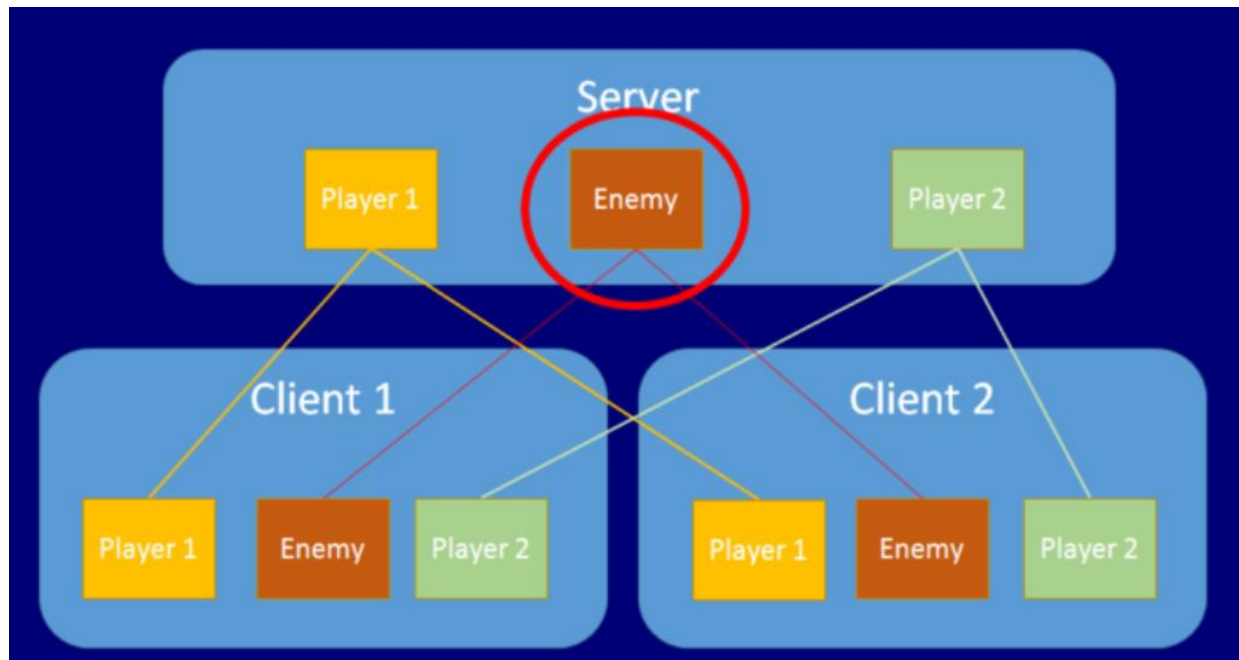 Server
Player 1
Enemy
Player 2
Client 1
Player 1
Enemy
Player 2
Client 2
Player 1
Enemy
Player 2